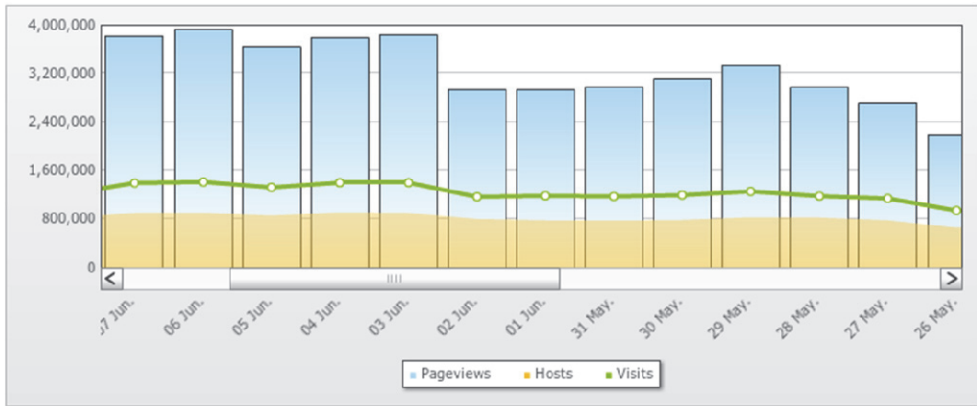 4,000,000
3,200,000
2,400,000
1,600,000
800,000
0
07 Jun.
06 Jun.
05 Jun.
04 Jun.
03 Jun.
02 Jun.
01 Jun.
31 May.
30 May.
29 May.
28 May.
27 May.
26 May.
Pageviews Hosts Visits